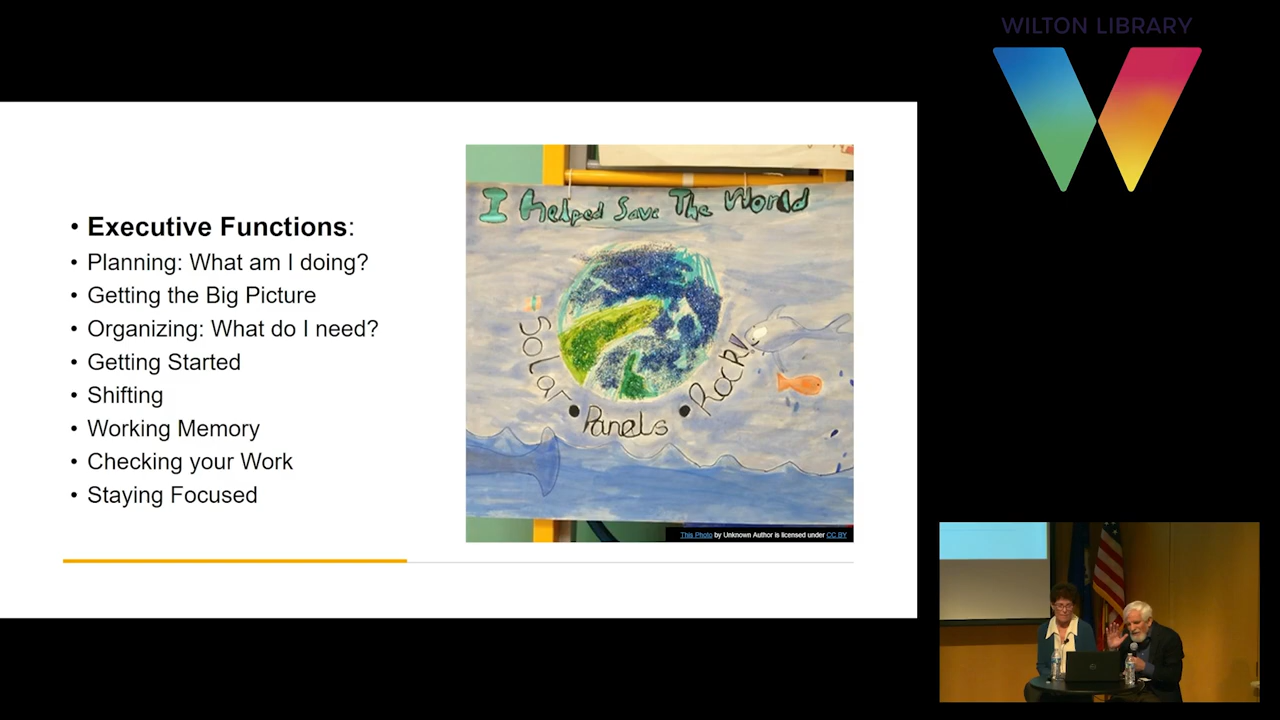 WILTON LIBRARY
• Executive Functions:
• Planning: What am I doing?
• Getting the Big Picture
• Organizing: What do I need?
• Getting Started
• Shifting
• Working Memory
• Checking your Work
• Staying Focused
I Helped Save The World
Solar • Panels • Rock!
This Photo by Unknown Author is licensed under CC BY